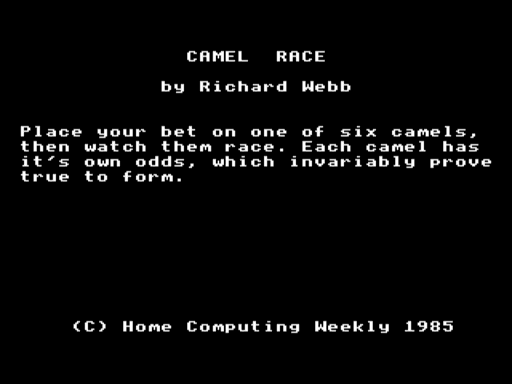 CAMEL  RACE
by Richard Webb
Place your bet on one of six camels,
then watch them race. Each camel has
it's own odds, which invariably prove
true to form.
(C) Home Computing Weekly 1985